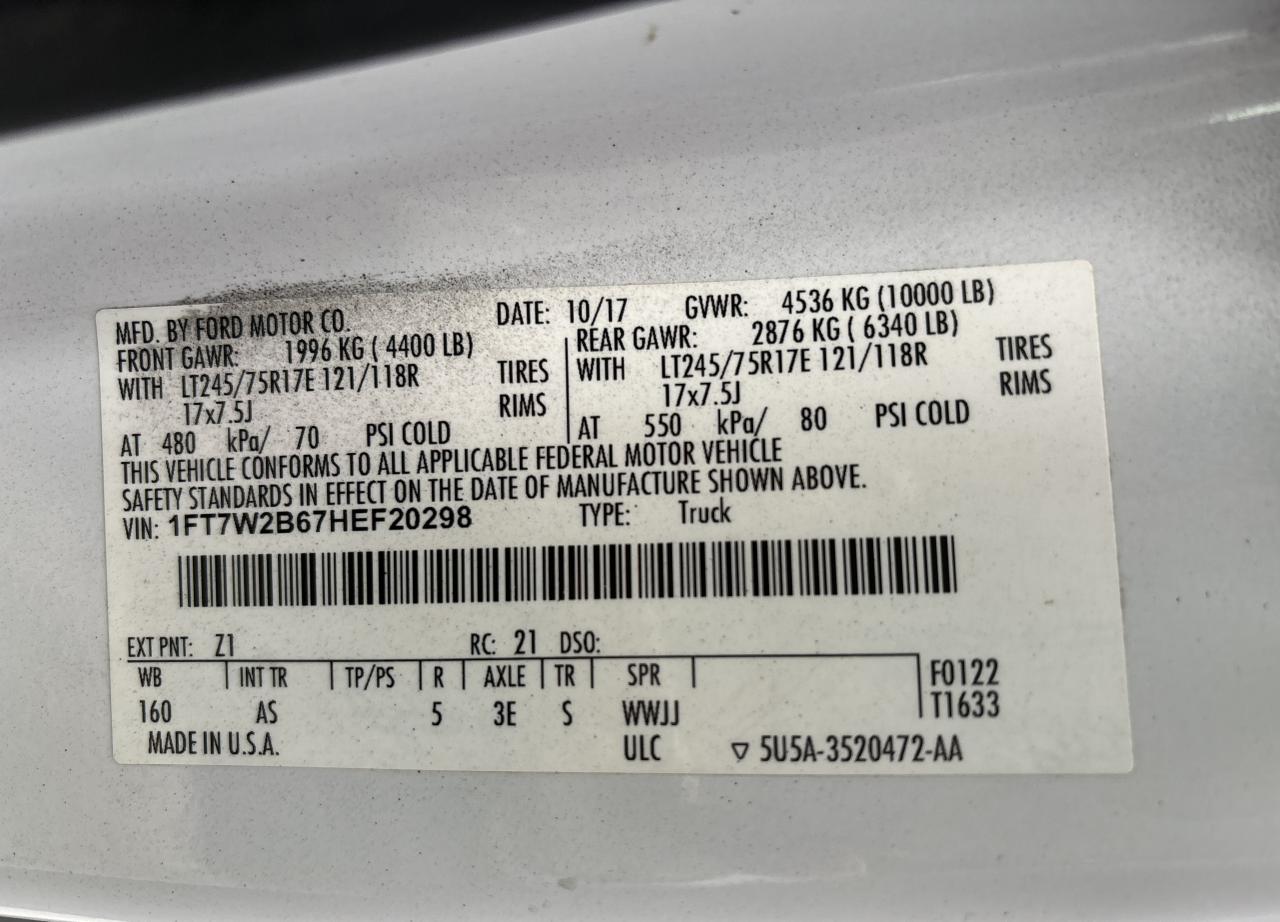 MFD. BY FORD MOTOR CO. DATE: 10/17 GVWR: 4536 KG (10000 LB)
FRONT GAWR: 1996 KG ( 4400 LB) REAR GAWR: 2876 KG ( 6340 LB)
WITH LT245/75R17E 121/118R TIRES WITH LT245/75R17E 121/118R TIRES
17x7.5J RIMS 17x7.5J RIMS
AT 480 kPa/ 70 PSI COLD AT 550 kPa/ 80 PSI COLD
THIS VEHICLE CONFORMS TO ALL APPLICABLE FEDERAL MOTOR VEHICLE
SAFETY STANDARDS IN EFFECT ON THE DATE OF MANUFACTURE SHOWN ABOVE.
VIN: 1FT7W2B67HEF20298 TYPE: Truck
EXT PNT: Z1 RC: 21 DSO:
WB INT TR TP/PS R AXLE TR SPR F0122
160 AS 5 3E S WWJJ T1633
MADE IN U.S.A. ULC ▽ 5U5A-3520472-AA